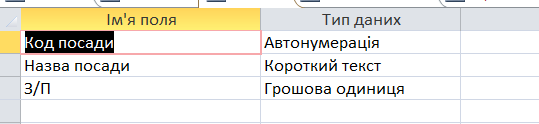 Ім'я поля Тип даних
Код посади Автонумерація
Назва посади Короткий текст
З/П Грошова одиниця